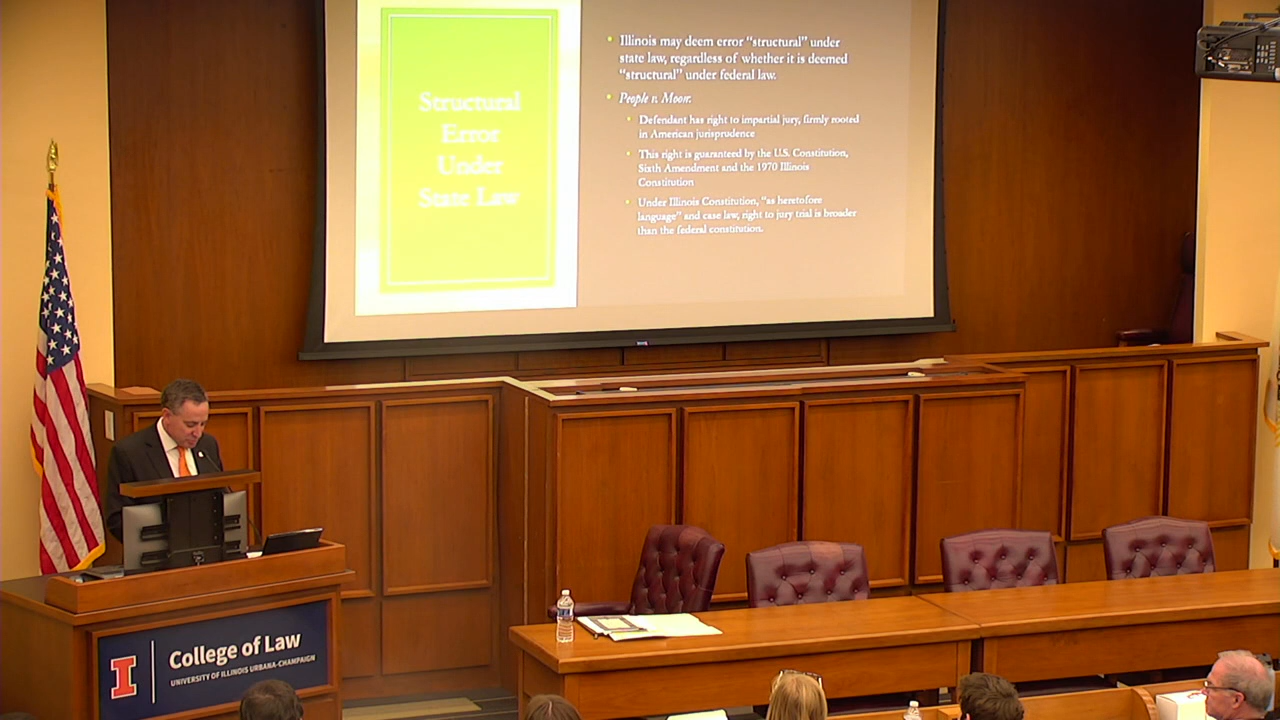 Structural
Error
Under
State Law
Illinois may deem error “structural” under
state law, regardless of whether it is deemed
“structural” under federal law.
People v. Moon:
Defendant has right to impartial jury, firmly rooted
in American jurisprudence
This right is guaranteed by the U.S. Constitution,
Sixth Amendment and the 1970 Illinois
Constitution
Under Illinois Constitution, “as heretofore
language” and case law, right to jury trial is broader
than the federal constitution.
I
College of Law
UNIVERSITY OF ILLINOIS URBANA-CHAMPAIGN